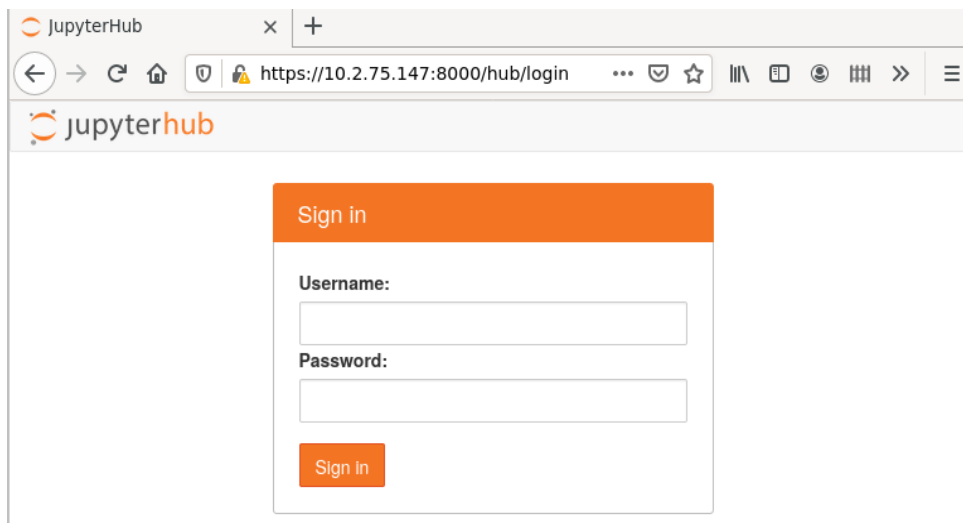 JupyterHub
https://10.2.75.147:8000/hub/login
jupyterhub
Sign in
Username:
Password:
Sign in